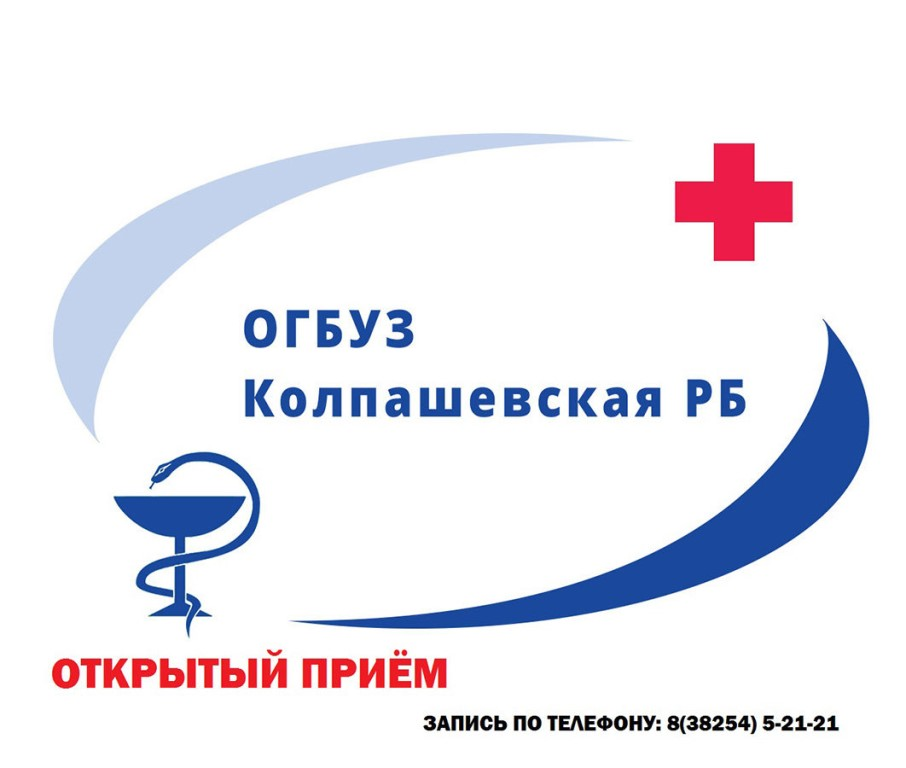 ОГБУЗ
Колпашевская РБ
ОТКРЫТЫЙ ПРИЁМ
ЗАПИСЬ ПО ТЕЛЕФОНУ: 8(38254) 5-21-21